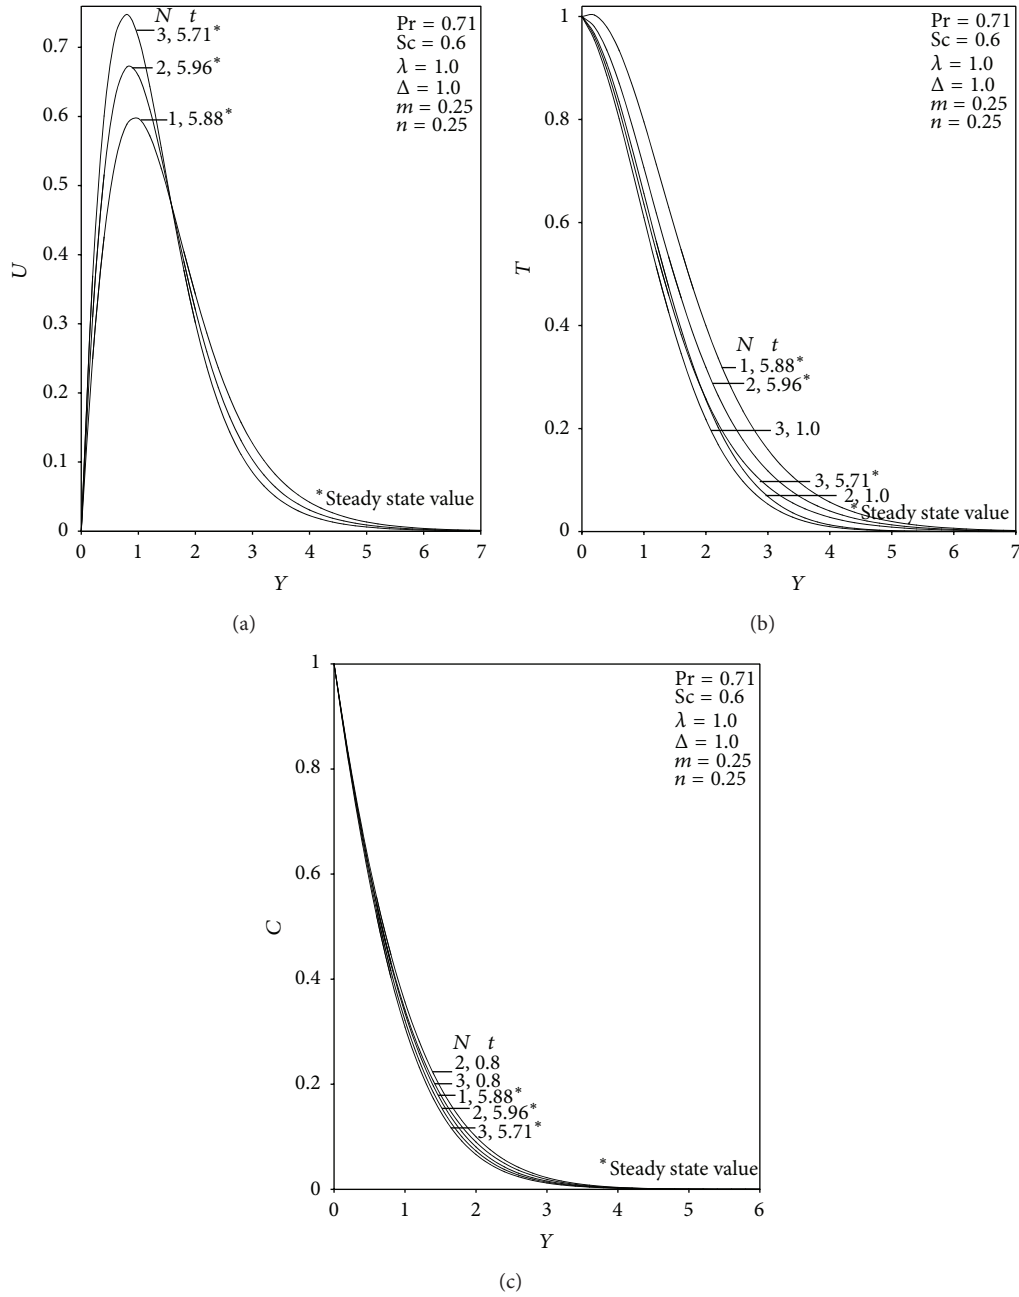 N t
3, 5.71*
2, 5.96*
1, 5.88*
Pr = 0.71
Sc = 0.6
λ = 1.0
Δ = 1.0
m = 0.25
n = 0.25
0.7
0.6
0.5
0.4
0.3
0.2
0.1
0
U
*Steady state value
0 1 2 3 4 5 6 7
Y
(a)
Pr = 0.71
Sc = 0.6
λ = 1.0
Δ = 1.0
m = 0.25
n = 0.25
1
0.8
0.6
0.4
0.2
0
T
N t
1, 5.88*
2, 5.96*
3, 1.0
3, 5.71*
2, 1.0
*Steady state value
0 1 2 3 4 5 6 7
Y
(b)
Pr = 0.71
Sc = 0.6
λ = 1.0
Δ = 1.0
m = 0.25
n = 0.25
1
0.8
0.6
0.4
0.2
0
C
N t
2, 0.8
3, 0.8
1, 5.88*
2, 5.96*
3, 5.71*
*Steady state value
0 1 2 3 4 5 6
Y
(c)